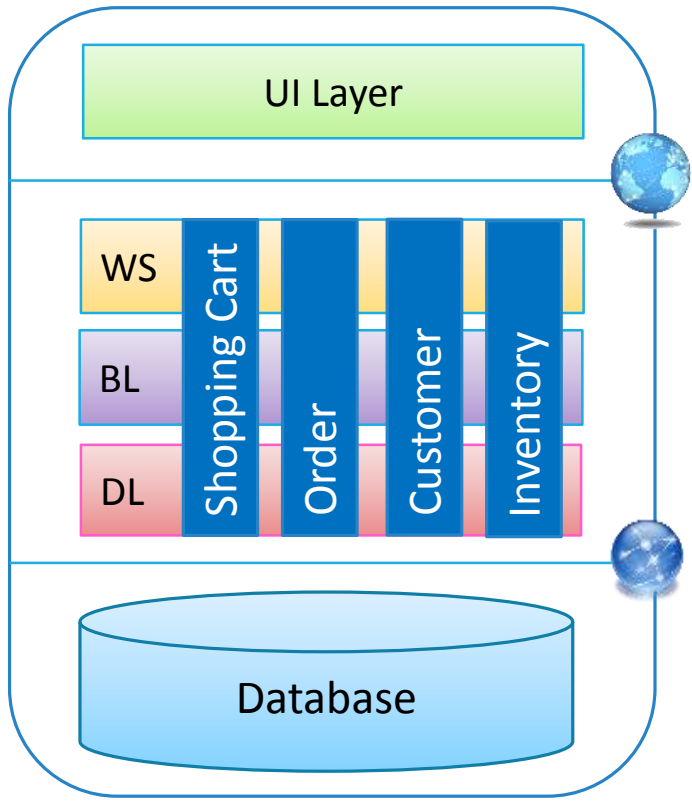 UI Layer
WS
BL
DL
Shopping Cart
Order
Customer
Inventory
Database